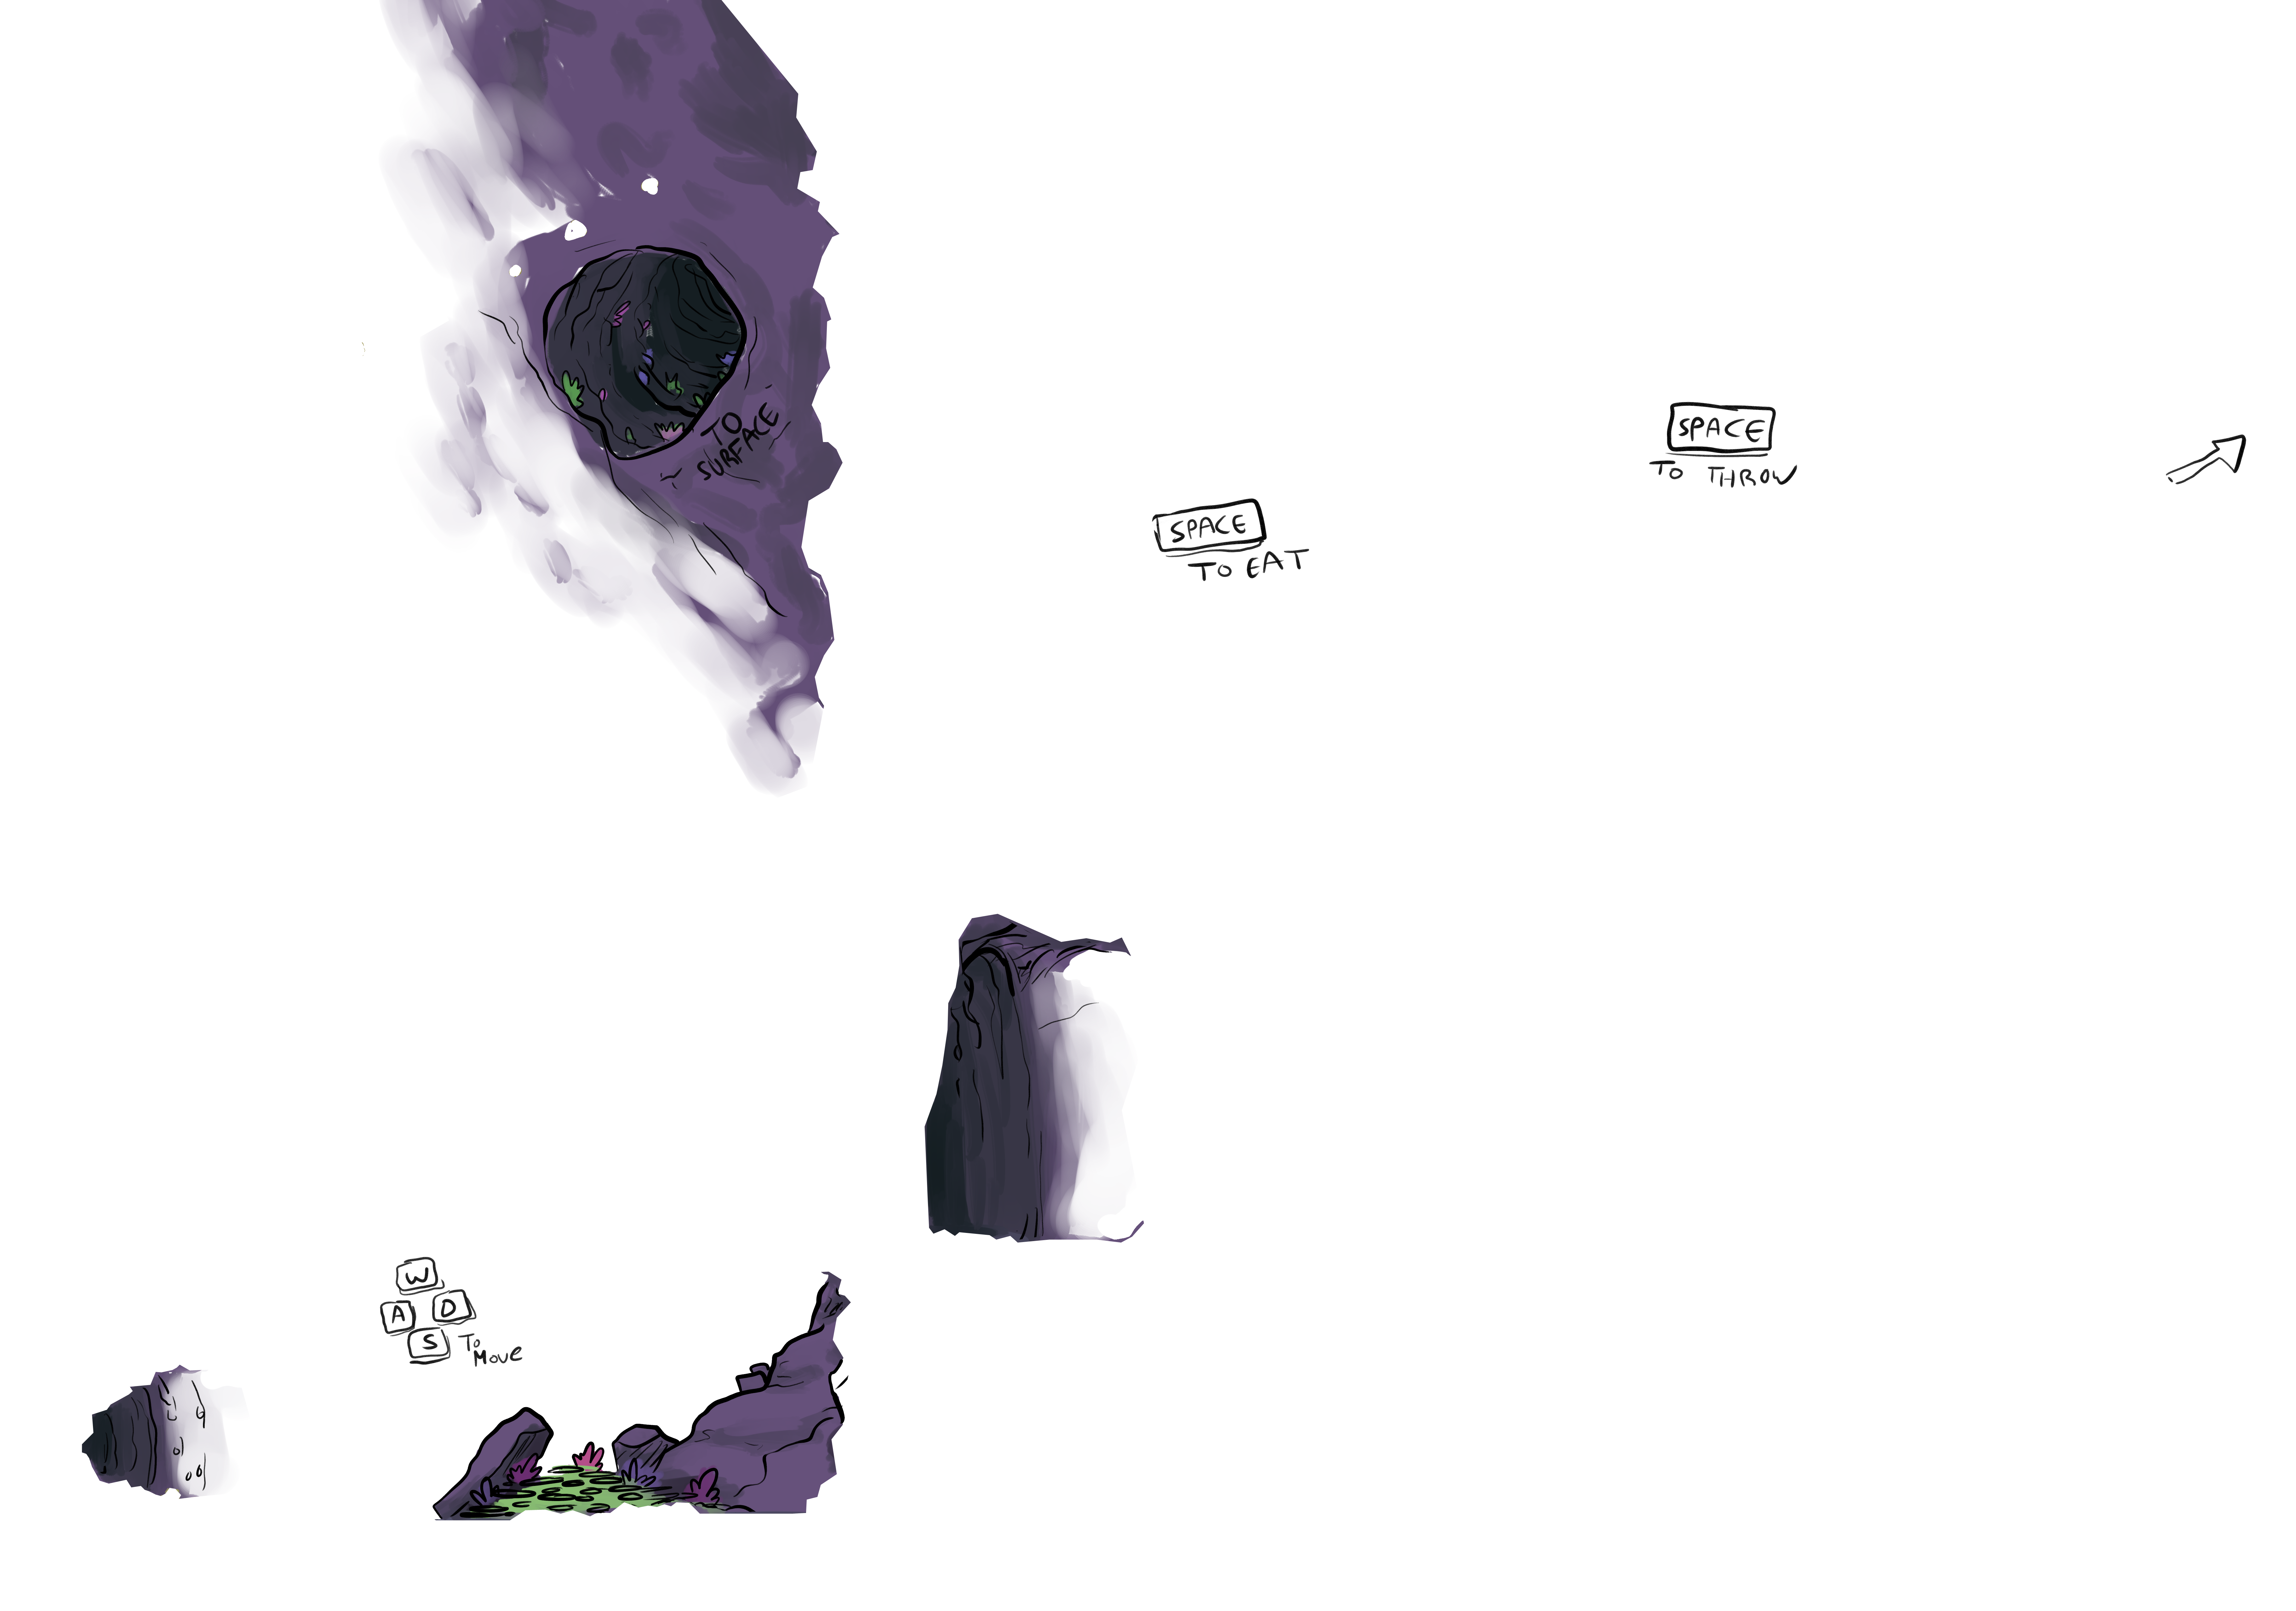 TO
SURFACE
SPACE
TO THROW
SPACE
TO EAT
W
A D
S To
Move